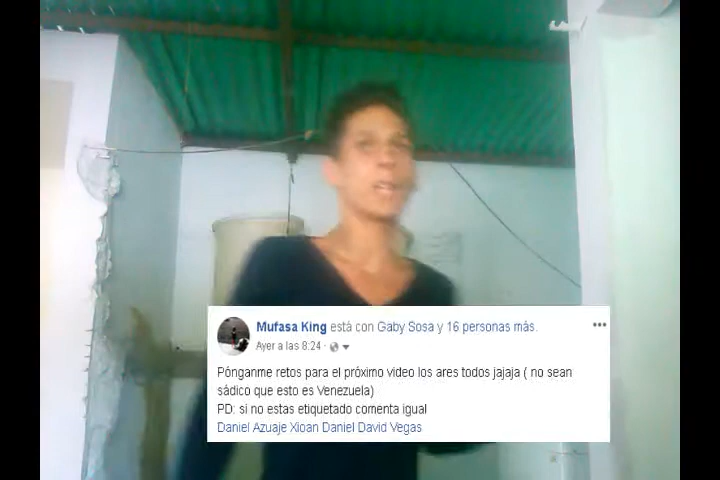 Mufasa King está con Gaby Sosa y 16 personas más.
Ayer a las 8:24 ·
Pónganme retos para el próximo video los ares todos jajaja ( no sean
sádico que esto es Venezuela)
PD: si no estas etiquetado comenta igual
Daniel Azuaje Xioan Daniel David Vegas